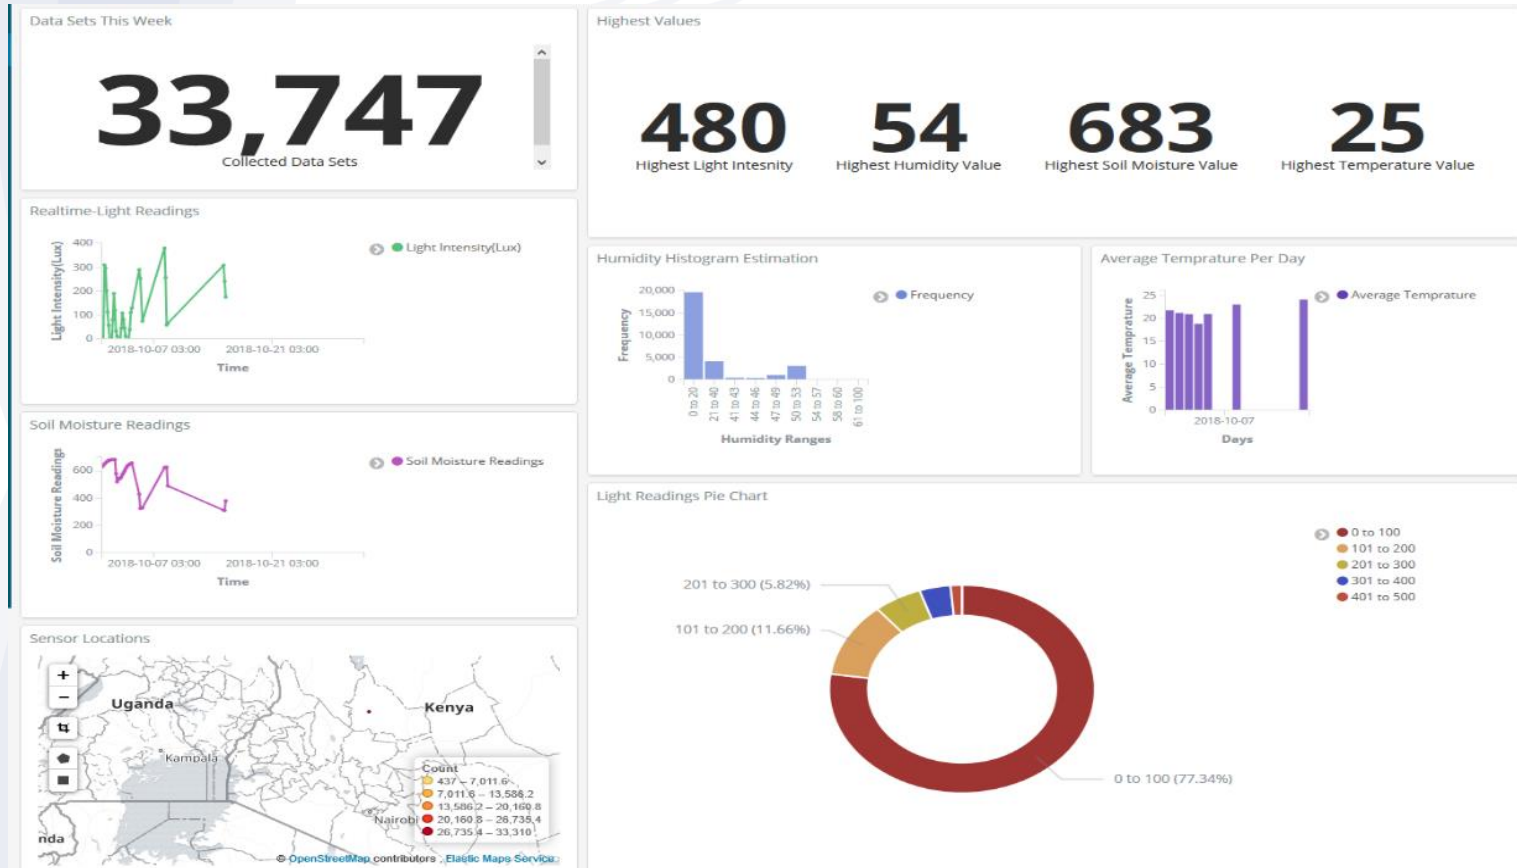 Data Sets This Week
33,747
Collected Data Sets
Highest Values
480 54 683 25
Highest Light Intesnity Highest Humidity Value Highest Soil Moisture Value Highest Temperature Value
Realtime-Light Readings
Light Intensity(Lux)
400
300
200
100
0
2018-10-07 03:00 2018-10-21 03:00
Time
Light Intensity(Lux)
Humidity Histogram Estimation
Frequency
20,000
15,000
10,000
5,000
0
0 to 20
21 to 40
41 to 43
44 to 46
47 to 49
50 to 53
54 to 57
58 to 60
61 to 100
Humidity Ranges
Frequency
Average Temprature Per Day
Average Temprature
25
20
15
10
5
0
2018-10-07
Days
Average Temprature
Soil Moisture Readings
Soil Moisture Readings
600
400
200
0
2018-10-07 03:00 2018-10-21 03:00
Time
Soil Moisture Readings
Light Readings Pie Chart
0 to 100
101 to 200
201 to 300
301 to 400
401 to 500
201 to 300 (5.82%)
101 to 200 (11.66%)
0 to 100 (77.34%)
Sensor Locations
+
−
Uganda
Kenya
Kampala
Nairobi
nda
Count
437 – 7,011.6
7,011.6 – 13,586.2
13,586.2 – 20,160.8
20,160.8 – 26,735.4
26,735.4 – 33,310
© OpenStreetMap contributors , Elastic Maps Service